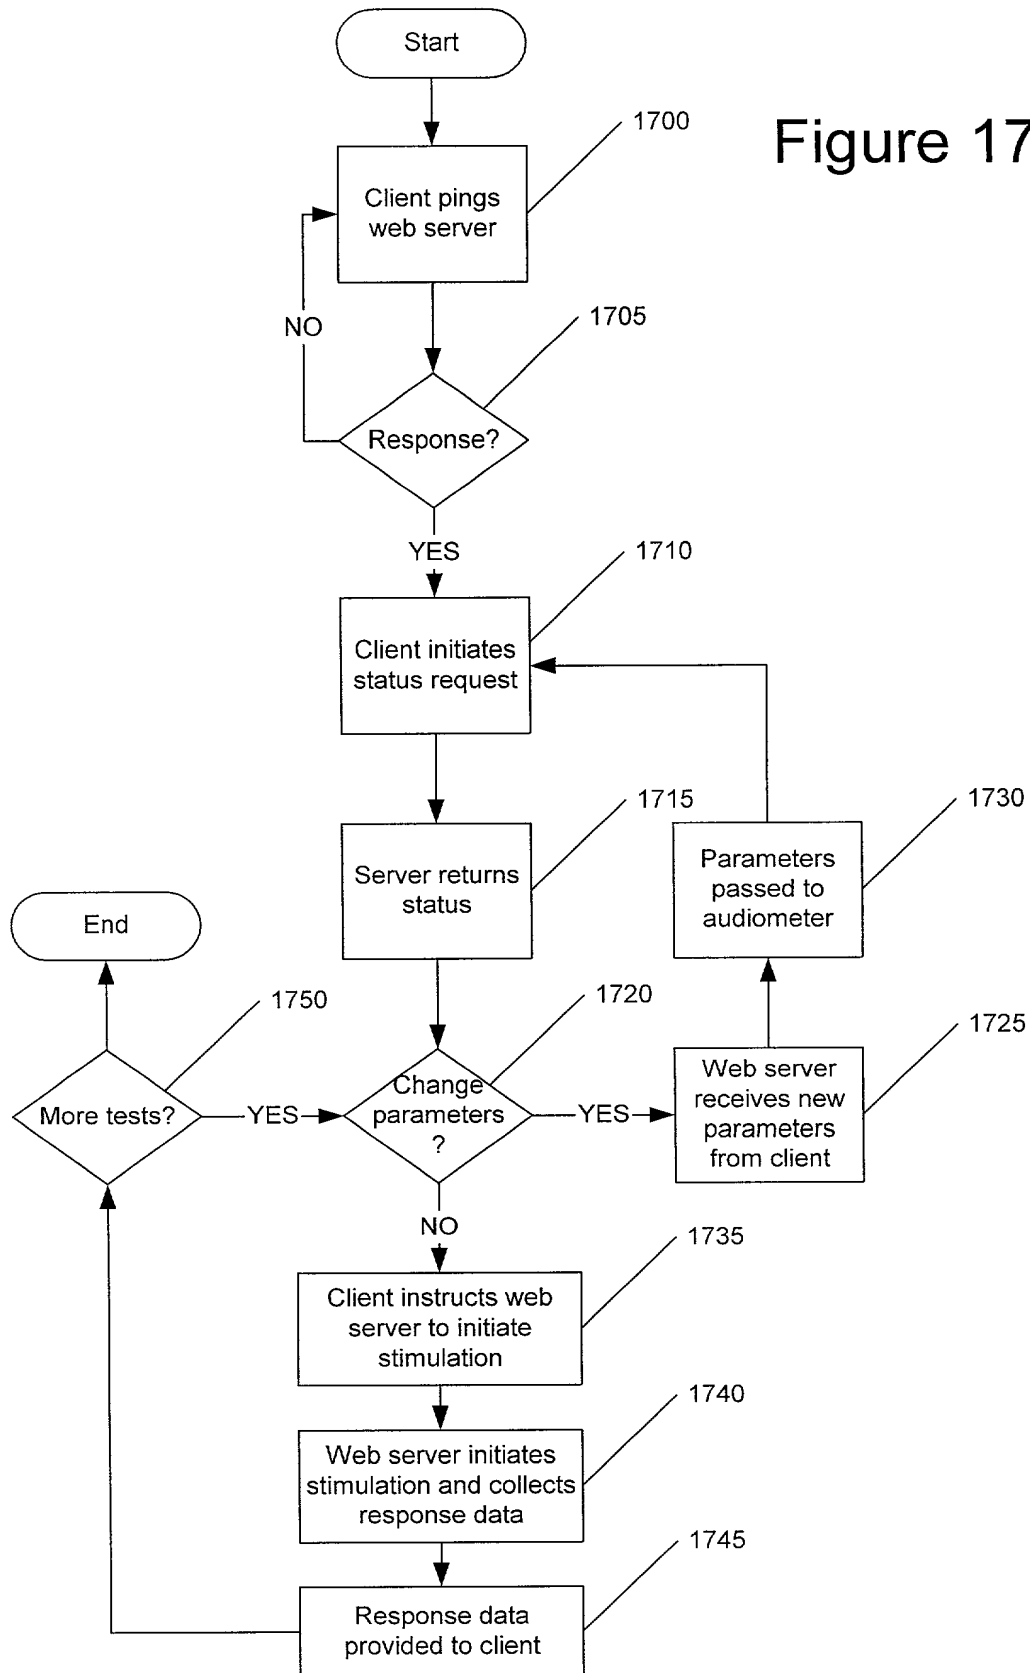 Start
1700
Figure 17
Client pings
web server
NO
1705
Response?
YES
1710
Client initiates
status request
1715
1730
Server returns
status
Parameters
passed to
audiometer
End
1750
1720
1725
More tests?
YES
Change
parameters
?
YES
Web server
receives new
parameters
from client
NO
1735
Client instructs web
server to initiate
stimulation
1740
Web server initiates
stimulation and collects
response data
1745
Response data
provided to client